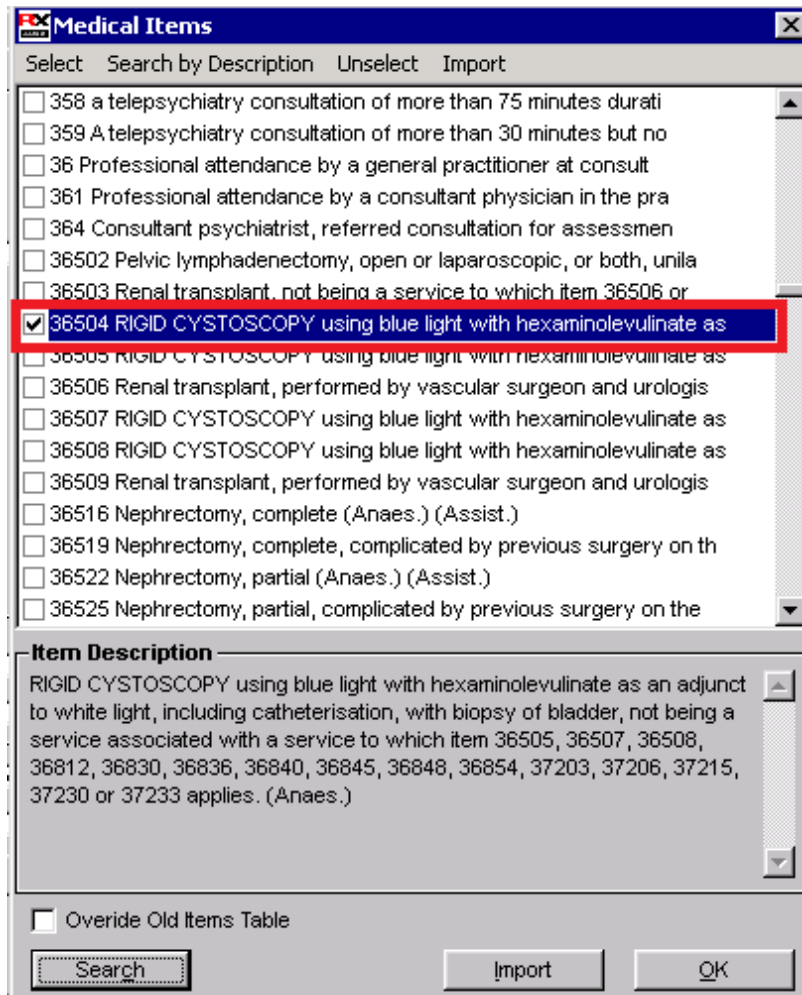 RX Medical Items
Select Search by Description Unselect Import
358 a telepsychiatry consultation of more than 75 minutes durati
359 A telepsychiatry consultation of more than 30 minutes but no
36 Professional attendance by a general practitioner at consult
361 Professional attendance by a consultant physician in the pra
364 Consultant psychiatrist, referred consultation for assessmen
36502 Pelvic lymphadenectomy, open or laparoscopic, or both, unila
36503 Renal transplant, not being a service to which item 36506 or
36504 RIGID CYSTOSCOPY using blue light with hexaminolevulinate as
36505 RIGID CYSTOSCOPY using blue light with hexaminolevulinate as
36506 Renal transplant, performed by vascular surgeon and urologis
36507 RIGID CYSTOSCOPY using blue light with hexaminolevulinate as
36508 RIGID CYSTOSCOPY using blue light with hexaminolevulinate as
36509 Renal transplant, performed by vascular surgeon and urologis
36516 Nephrectomy, complete (Anaes.) (Assist.)
36519 Nephrectomy, complete, complicated by previous surgery on th
36522 Nephrectomy, partial (Anaes.) (Assist.)
36525 Nephrectomy, partial, complicated by previous surgery on the
Item Description
RIGID CYSTOSCOPY using blue light with hexaminolevulinate as an adjunct
to white light, including catheterisation, with biopsy of bladder, not being a
service associated with a service to which item 36505, 36507, 36508,
36812, 36830, 36836, 36840, 36845, 36848, 36854, 37203, 37206, 37215,
37230 or 37233 applies. (Anaes.)
Overide Old Items Table
Search Import OK